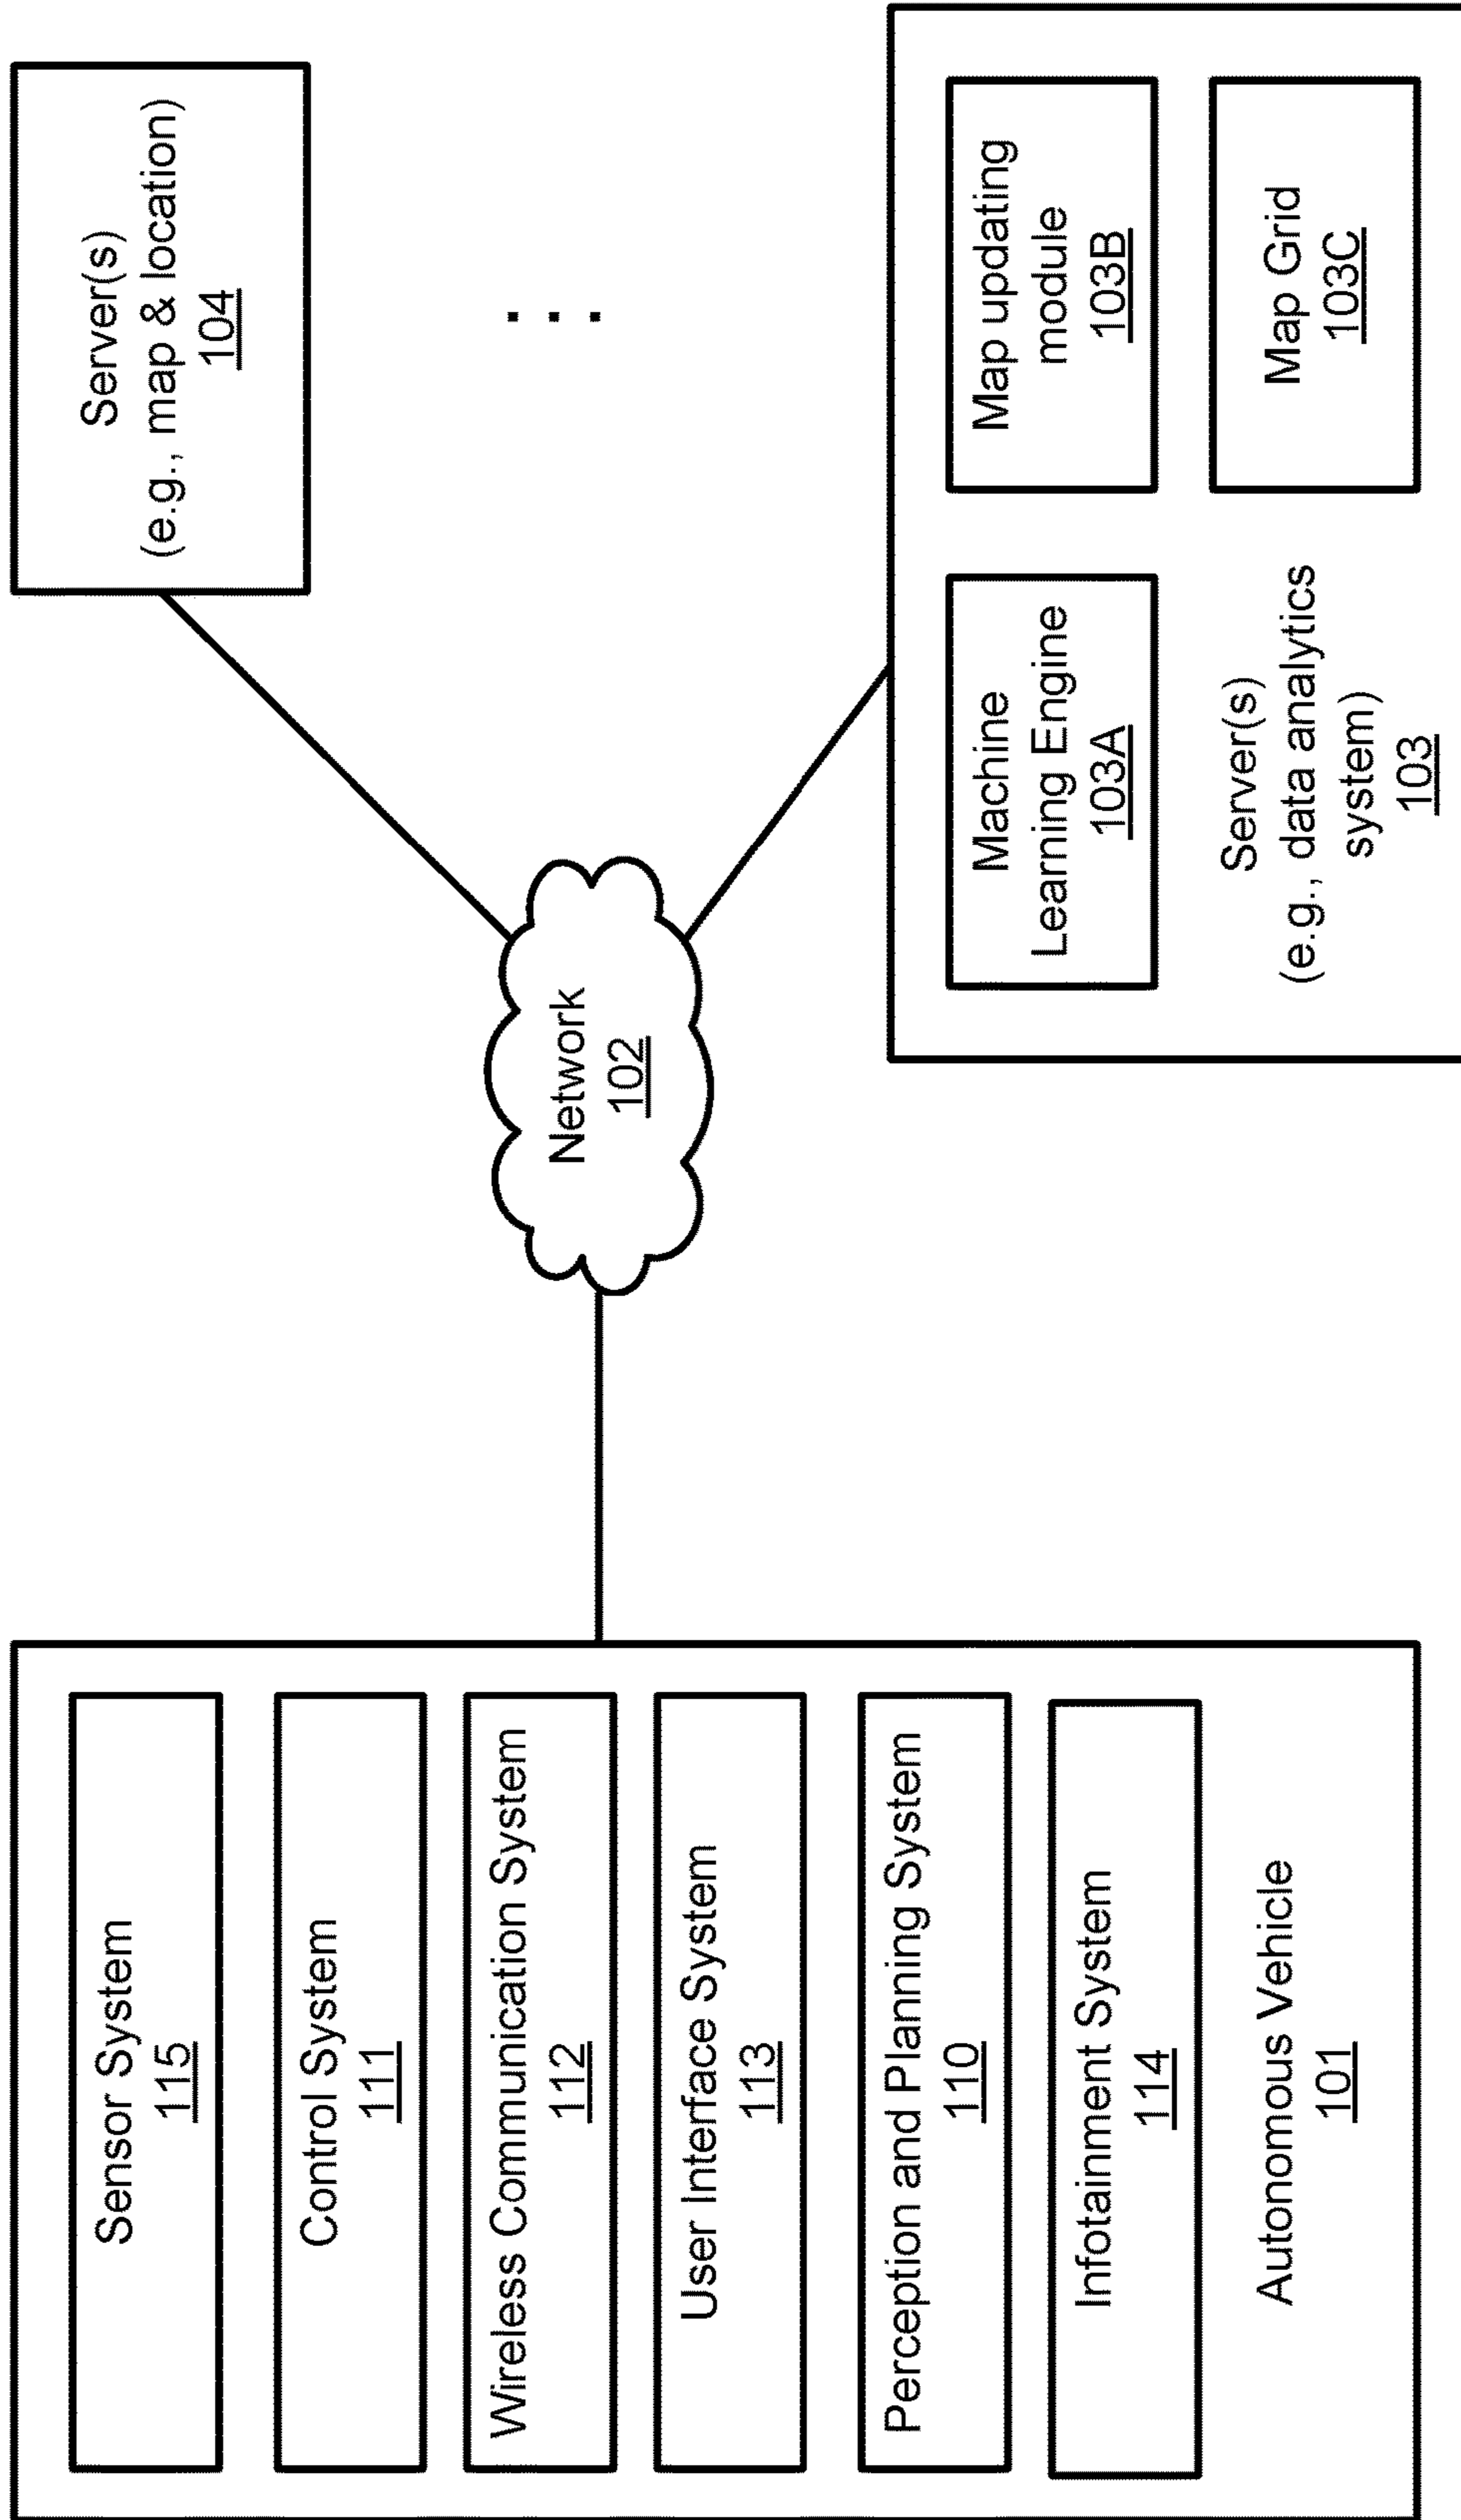 Sensor System
115
Control System
111
Wireless Communication System
112
User Interface System
113
Perception and Planning System
110
Infotainment System
114
Autonomous Vehicle
101
Network
102
Server(s)
(e.g., map & location)
104
. . .
Machine
Learning Engine
103A
Map updating
module
103B
Server(s)
(e.g., data analytics
system)
103
Map Grid
103C